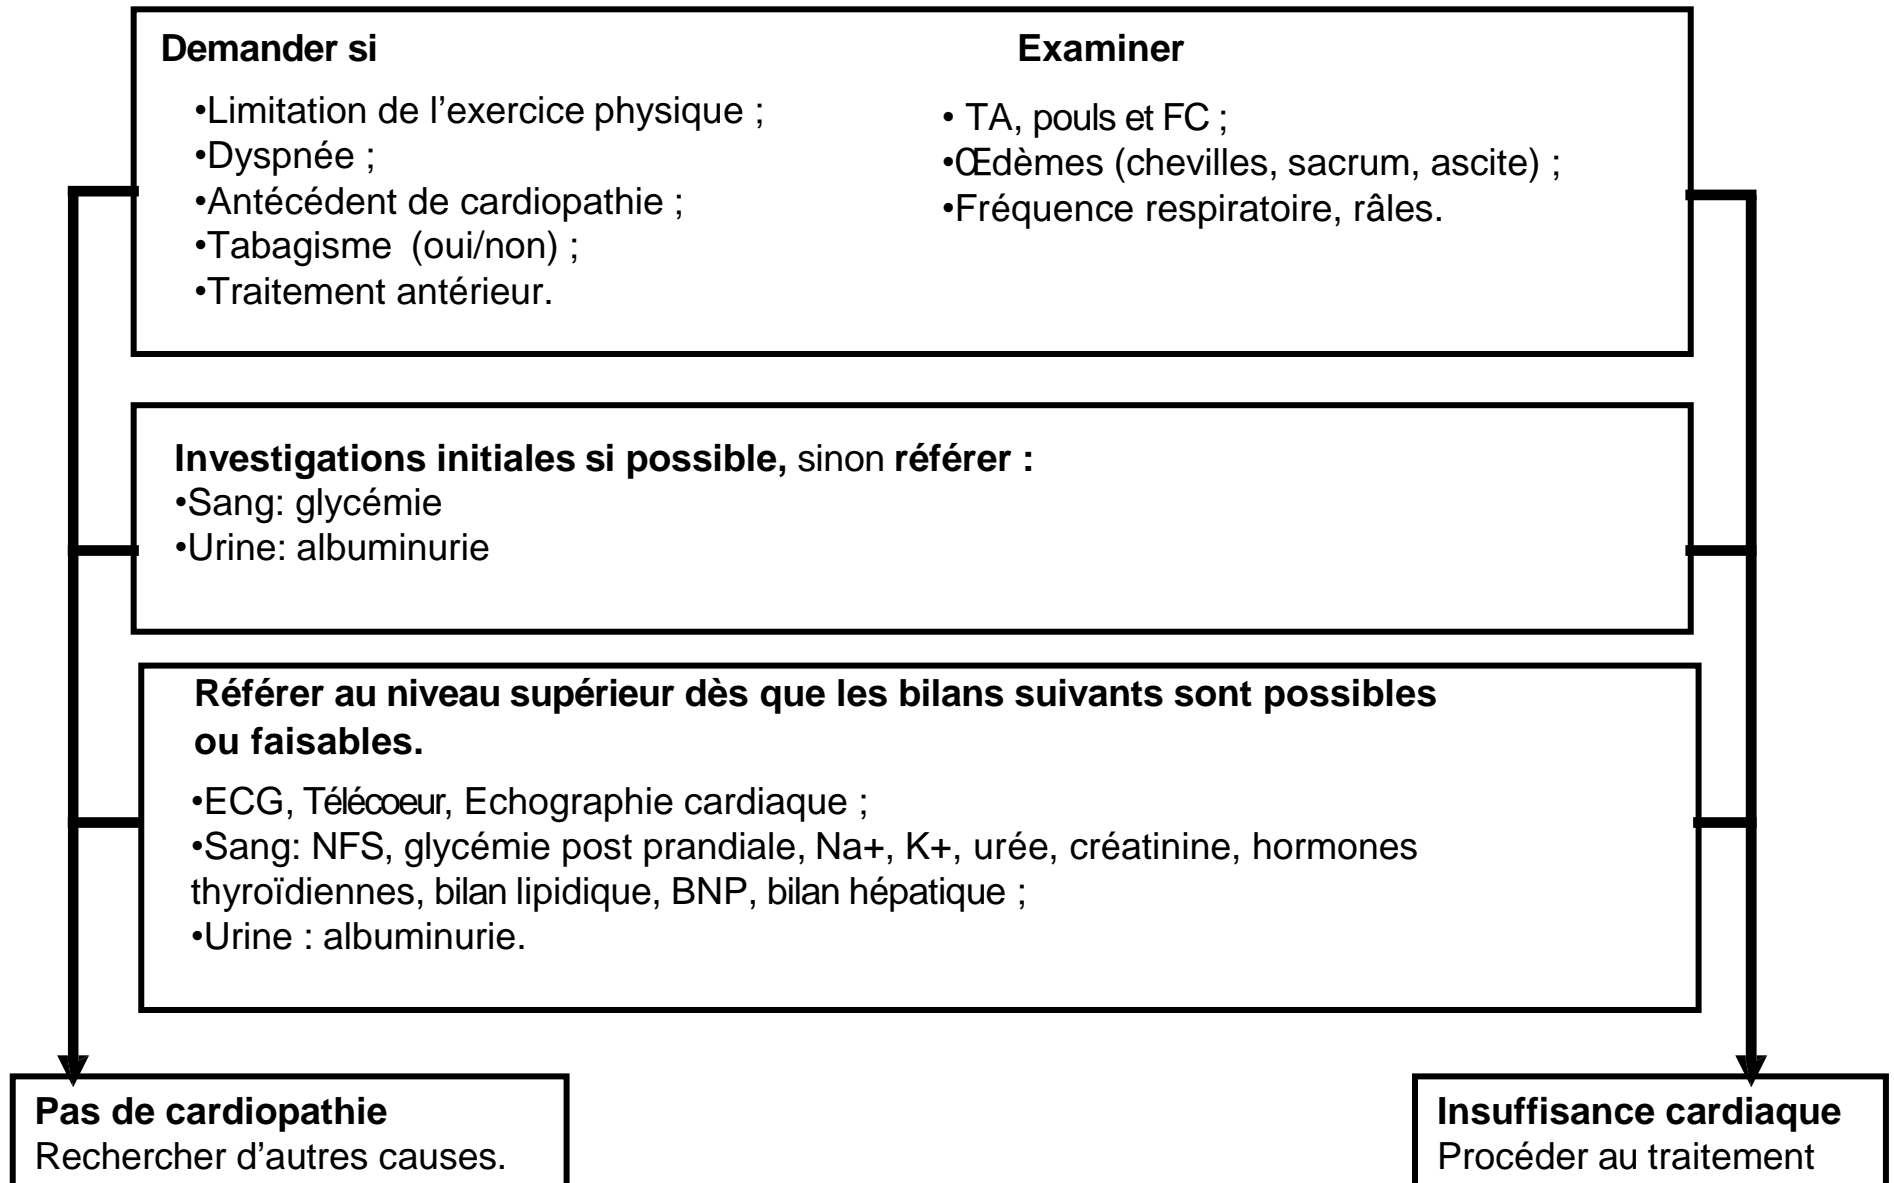 Demander si
•Limitation de l’exercice physique ;
•Dyspnée ;
•Antécédent de cardiopathie ;
•Tabagisme (oui/non) ;
•Traitement antérieur.
Examiner
• TA, pouls et FC ;
•Œdèmes (chevilles, sacrum, ascite) ;
•Fréquence respiratoire, râles.
Investigations initiales si possible, sinon référer :
•Sang: glycémie
•Urine: albuminurie
Référer au niveau supérieur dès que les bilans suivants sont possibles
ou faisables.
•ECG, Télécoeur, Echographie cardiaque ;
•Sang: NFS, glycémie post prandiale, Na+, K+, urée, créatinine, hormones
thyroïdiennes, bilan lipidique, BNP, bilan hépatique ;
•Urine : albuminurie.
Pas de cardiopathie
Rechercher d’autres causes.
Insuffisance cardiaque
Procéder au traitement